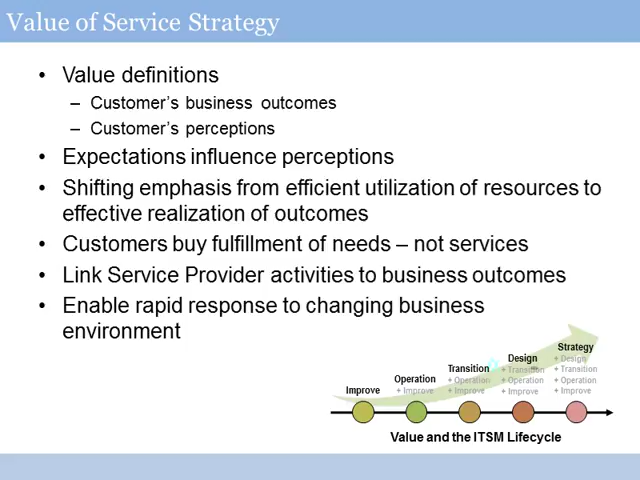 Value of Service Strategy
• Value definitions
– Customer's business outcomes
– Customer's perceptions
• Expectations influence perceptions
• Shifting emphasis from efficient utilization of resources to
effective realization of outcomes
• Customers buy fulfillment of needs – not services
• Link Service Provider activities to business outcomes
• Enable rapid response to changing business
environment
Improve
Operation
+ Improve
Transition
+ Operation
+ Improve
Design
+ Transition
+ Operation
+ Improve
Strategy
+ Design
+ Transition
+ Operation
+ Improve
Value and the ITSM Lifecycle